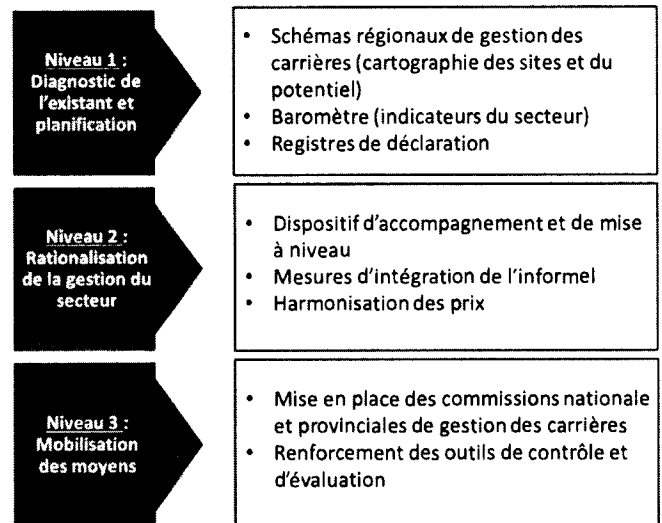 Niveau 1 :
Diagnostic de
l'existant et
planification
• Schémas régionaux de gestion des
carrières (cartographie des sites et du
potentiel)
• Baromètre (indicateurs du secteur)
• Registres de déclaration
Niveau 2 :
Rationalisation
de la gestion du
secteur
• Dispositif d'accompagnement et de mise
à niveau
• Mesures d'intégration de l'informel
• Harmonisation des prix
Niveau 3 :
Mobilisation
des moyens
• Mise en place des commissions nationale
et provinciales de gestion des carrières
• Renforcement des outils de contrôle et
d'évaluation